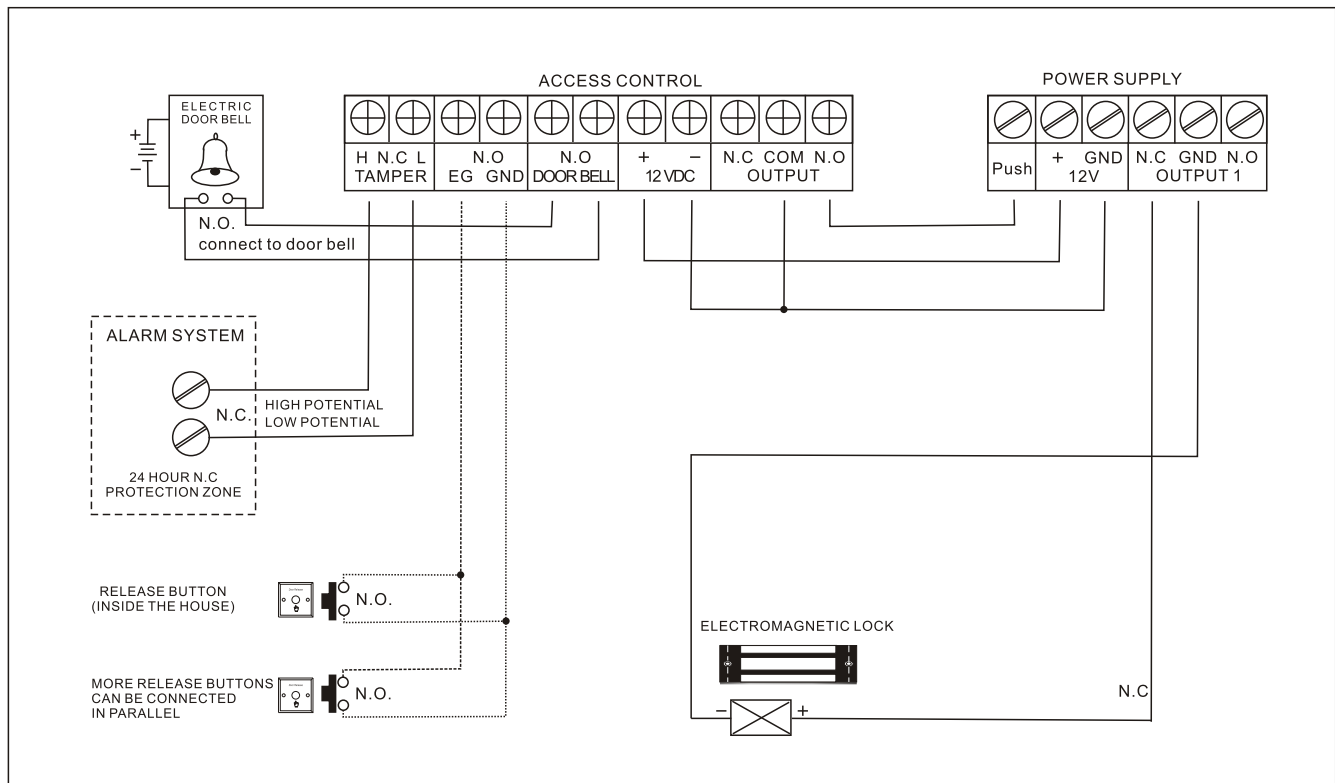 ACCESS CONTROL
POWER SUPPLY
ELECTRIC
DOOR BELL
+
−
H N.C L
TAMPER
N.O
EG GND
N.O
DOOR BELL
+ −
12 VDC
N.C COM N.O
OUTPUT
Push
+ GND
12V
N.C GND N.O
OUTPUT 1
N.O.
connect to door bell
ALARM SYSTEM
N.C.
HIGH POTENTIAL
LOW POTENTIAL
24 HOUR N.C
PROTECTION ZONE
RELEASE BUTTON
(INSIDE THE HOUSE)
N.O.
ELECTROMAGNETIC LOCK
MORE RELEASE BUTTONS
CAN BE CONNECTED
IN PARALLEL
N.O.
N.C
− +